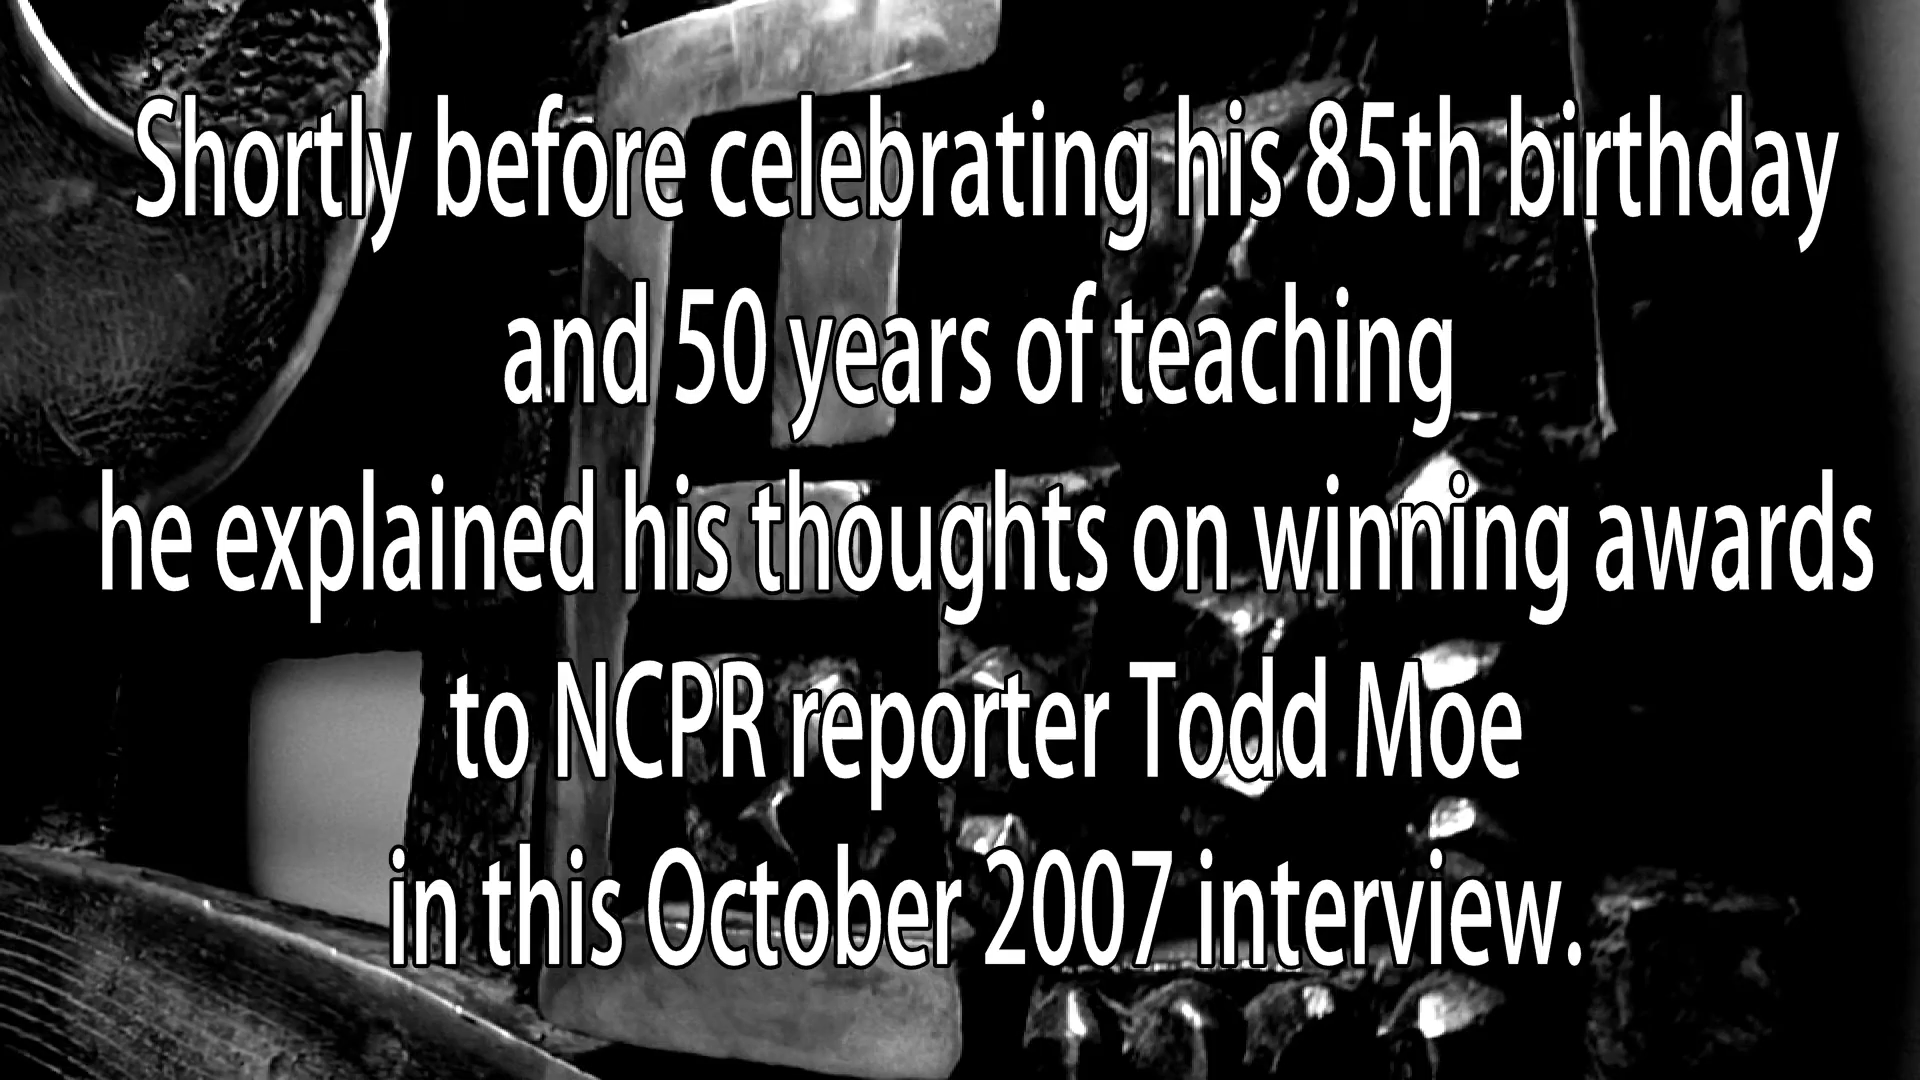 Shortly before celebrating his 85th birthday
and 50 years of teaching
he explained his thoughts on winning awards
to NCPR reporter Todd Moe
in this October 2007 interview.